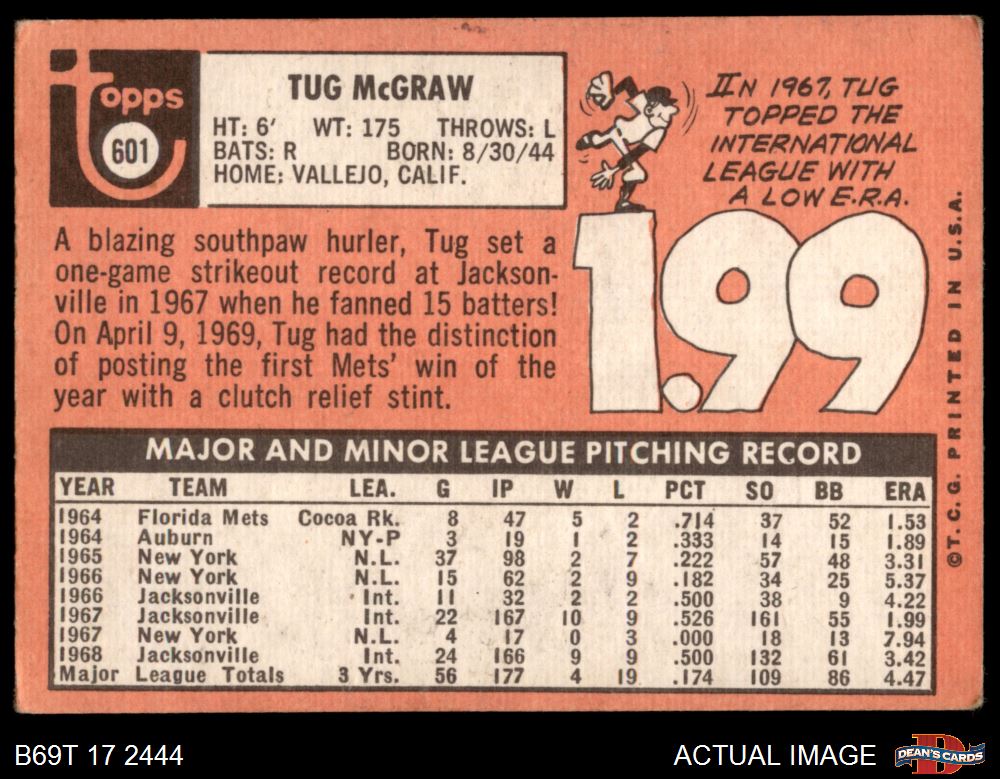 Topps
601
TUG McGRAW
HT: 6' WT: 175 THROWS: L
BATS: R BORN: 8/30/44
HOME: VALLEJO, CALIF.
IN 1967, TUG
TOPPED THE
INTERNATIONAL
LEAGUE WITH
A LOW E.R.A.
1.99
A blazing southpaw hurler, Tug set a
one-game strikeout record at Jackson-
ville in 1967 when he fanned 15 batters!
On April 9, 1969, Tug had the distinction
of posting the first Mets' win of the
year with a clutch relief stint.
MAJOR AND MINOR LEAGUE PITCHING RECORD
YEAR TEAM LEA. G IP W L PCT SO BB ERA
1964 Florida Mets Cocoa Rk. 8 47 5 2 .714 37 52 1.53
1964 Auburn NY-P 3 19 1 2 .333 14 15 1.89
1965 New York N.L. 37 98 2 7 .222 57 48 3.31
1966 New York N.L. 15 62 2 9 .182 34 25 5.37
1966 Jacksonville Int. 11 32 2 2 .500 38 9 4.22
1967 Jacksonville Int. 22 167 10 9 .526 161 55 1.99
1967 New York N.L. 4 17 0 3 .000 18 13 7.94
1968 Jacksonville Int. 24 166 9 9 .500 132 61 3.42
Major League Totals 3 Yrs. 56 177 4 19 .174 109 86 4.47
©T.C.G. PRINTED IN U.S.A.
B69T 17 2444
ACTUAL IMAGE
D
DEAN'S CARDS